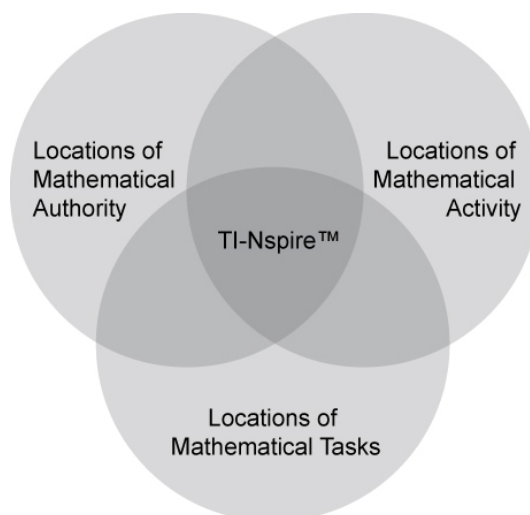 Locations of
Mathematical
Authority
Locations of
Mathematical
Activity
TI-Nspire™
Locations of
Mathematical Tasks